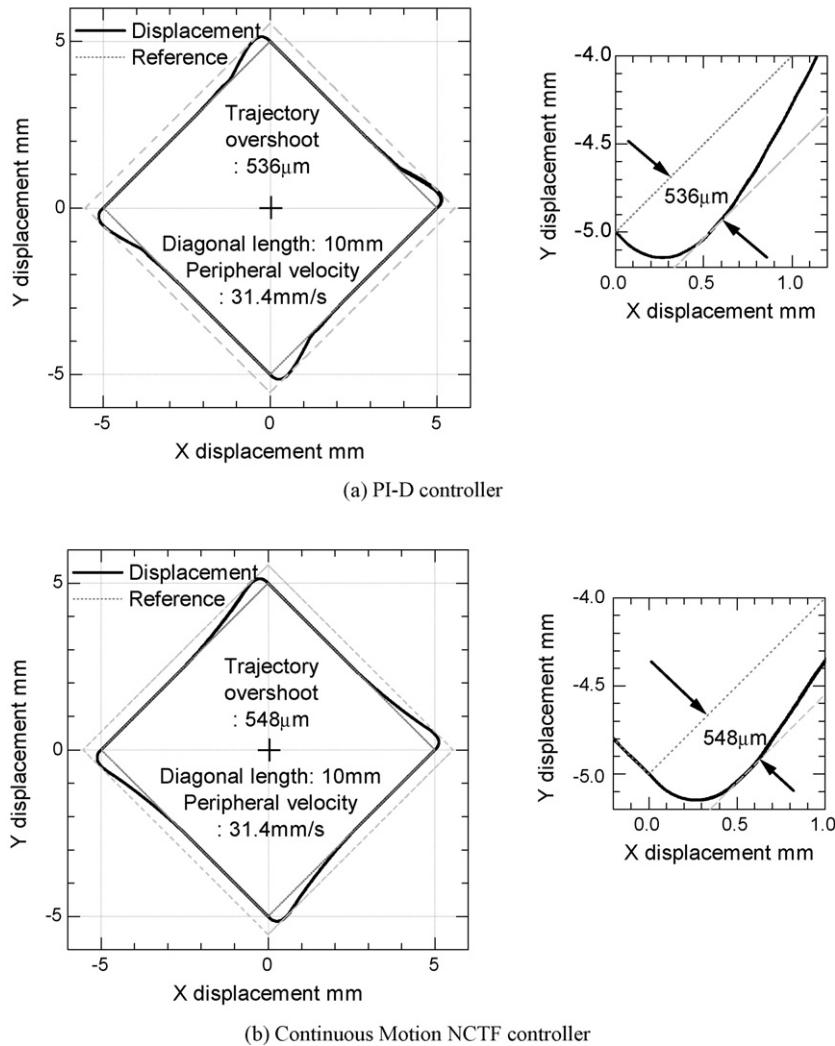 Displacement
Reference
Trajectory
overshoot
: 536μm
Diagonal length: 10mm
Peripheral velocity
: 31.4mm/s
5
0
-5
Y displacement mm
-5
0
5
X displacement mm
-4.0
-4.5
-5.0
Y displacement mm
536μm
0.0
0.5
1.0
X displacement mm
(a) PI-D controller
Displacement
Reference
Trajectory
overshoot
: 548μm
Diagonal length: 10mm
Peripheral velocity
: 31.4mm/s
5
0
-5
Y displacement mm
-5
0
5
X displacement mm
-4.0
-4.5
-5.0
Y displacement mm
548μm
0.0
0.5
1.0
X displacement mm
(b) Continuous Motion NCTF controller